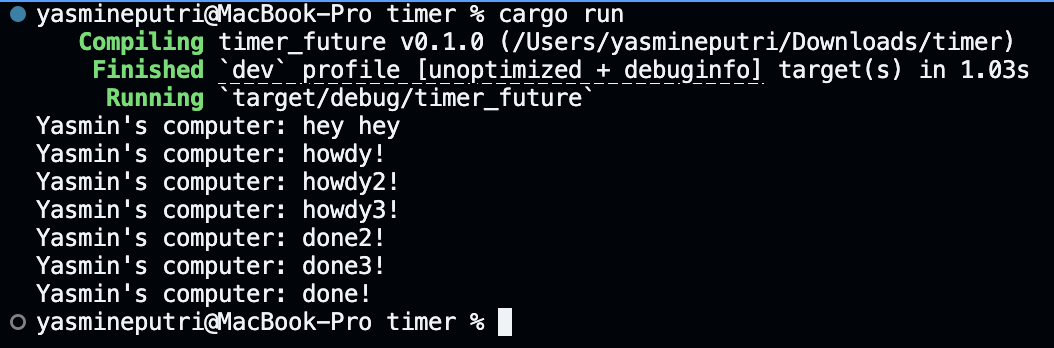 yasmineputri@MacBook-Pro timer % cargo run
Compiling timer_future v0.1.0 (/Users/yasmineputri/Downloads/timer)
Finished `dev` profile [unoptimized + debuginfo] target(s) in 1.03s
Running `target/debug/timer_future`
Yasmin's computer: hey hey
Yasmin's computer: howdy!
Yasmin's computer: howdy2!
Yasmin's computer: howdy3!
Yasmin's computer: done2!
Yasmin's computer: done3!
Yasmin's computer: done!
yasmineputri@MacBook-Pro timer %